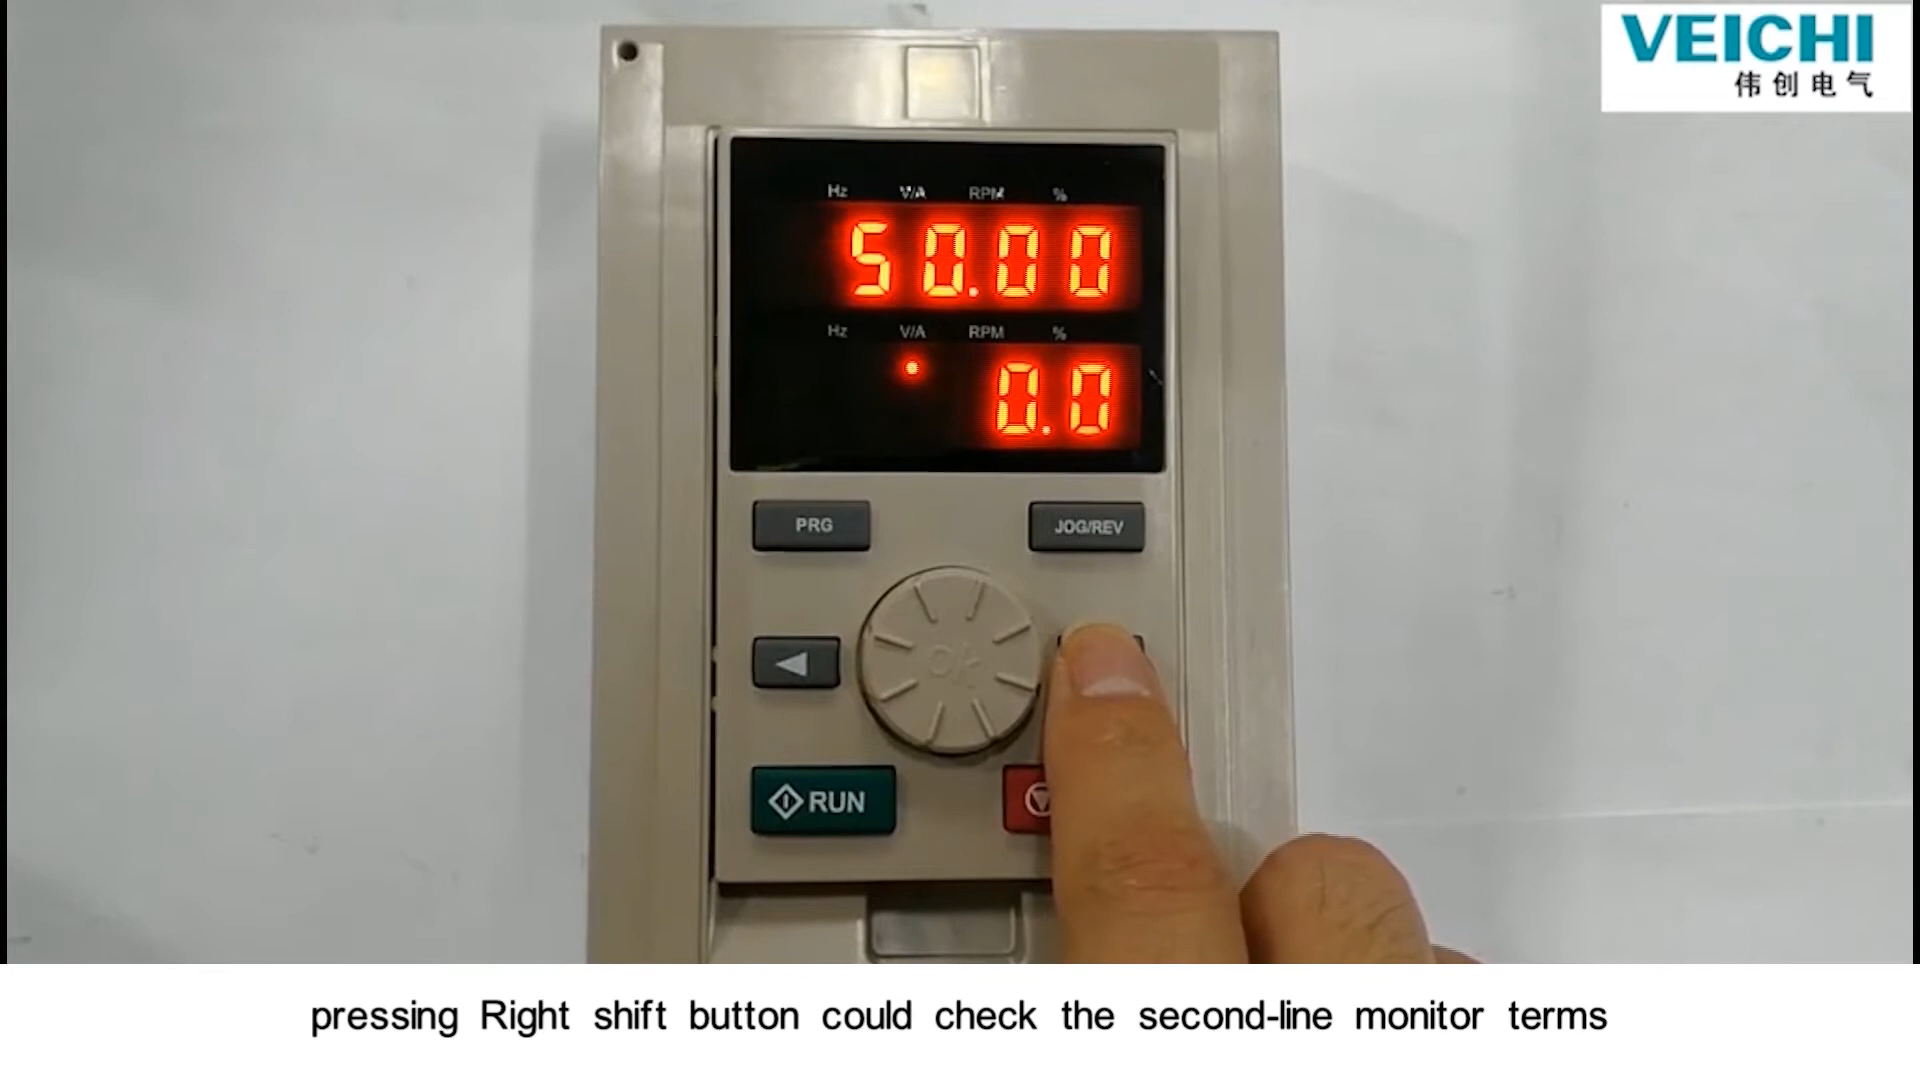 VEICHI
伟创电气
Hz V/A RPM %
50.00
Hz V/A RPM %
0.0
PRG
JOG/REV
OK
RUN
pressing Right shift button could check the second-line monitor terms